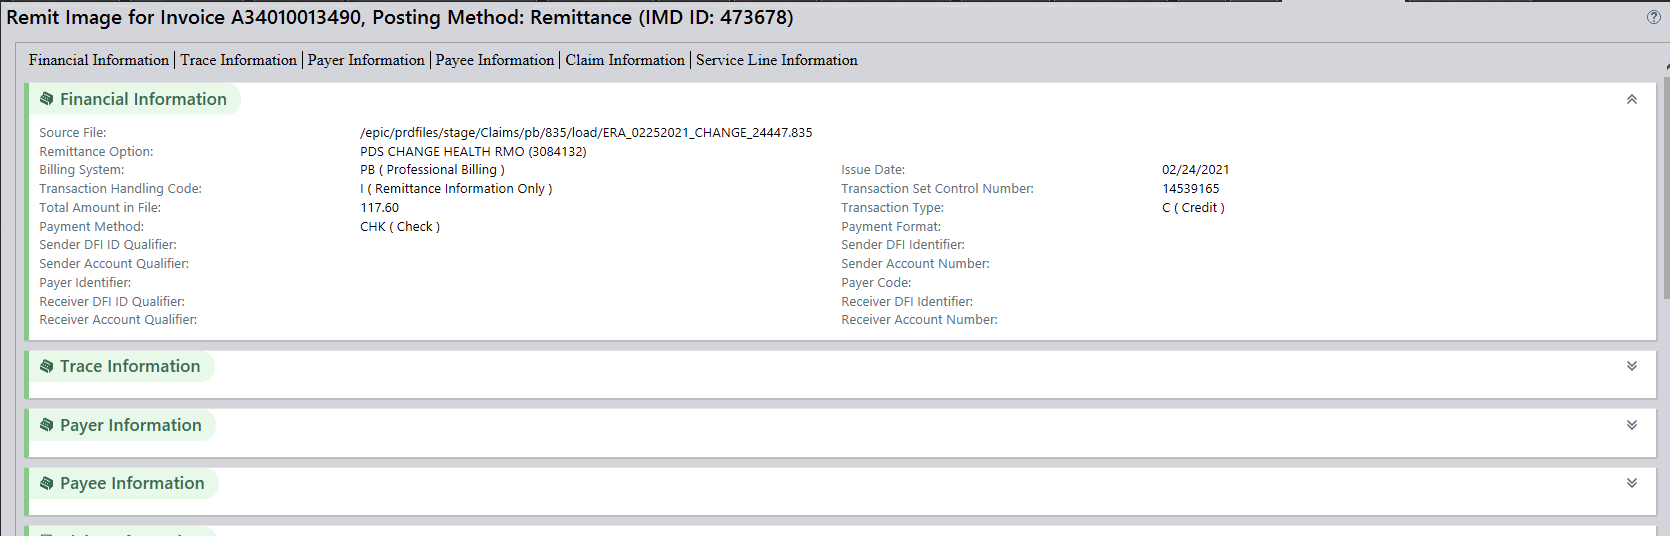 Remit Image for Invoice A34010013490, Posting Method: Remittance (IMD ID: 473678)
Financial Information | Trace Information | Payer Information | Payee Information | Claim Information | Service Line Information
Financial Information
Source File: /epic/prdfiles/stage/Claims/pb/835/load/ERA_02252021_CHANGE_24447.835
Remittance Option: PDS CHANGE HEALTH RMO (3084132)
Billing System: PB ( Professional Billing ) Issue Date: 02/24/2021
Transaction Handling Code: I ( Remittance Information Only ) Transaction Set Control Number: 14539165
Total Amount in File: 117.60 Transaction Type: C ( Credit )
Payment Method: CHK ( Check ) Payment Format:
Sender DFI ID Qualifier: Sender DFI Identifier:
Sender Account Qualifier: Sender Account Number:
Payer Identifier: Payer Code:
Receiver DFI ID Qualifier: Receiver DFI Identifier:
Receiver Account Qualifier: Receiver Account Number:
Trace Information
Payer Information
Payee Information